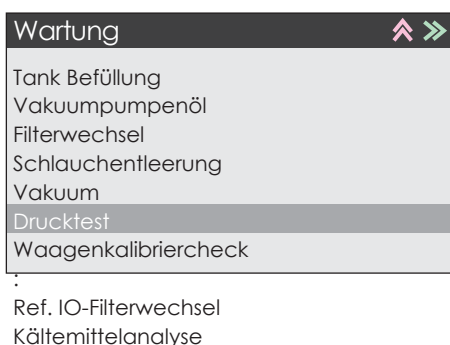 Wartung
Tank Befüllung
Vakuumpumpenöl
Filterwechsel
Schlauchentleerung
Vakuum
Drucktest
Waagenkalibriercheck
:
Ref. IO-Filterwechsel
Kältemittelanalyse